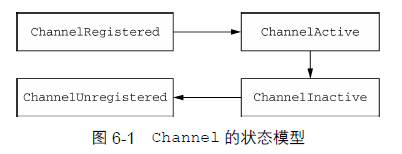 ChannelRegistered
ChannelActive
ChannelUnregistered
ChannelInactive
图 6-1 Channel 的状态模型